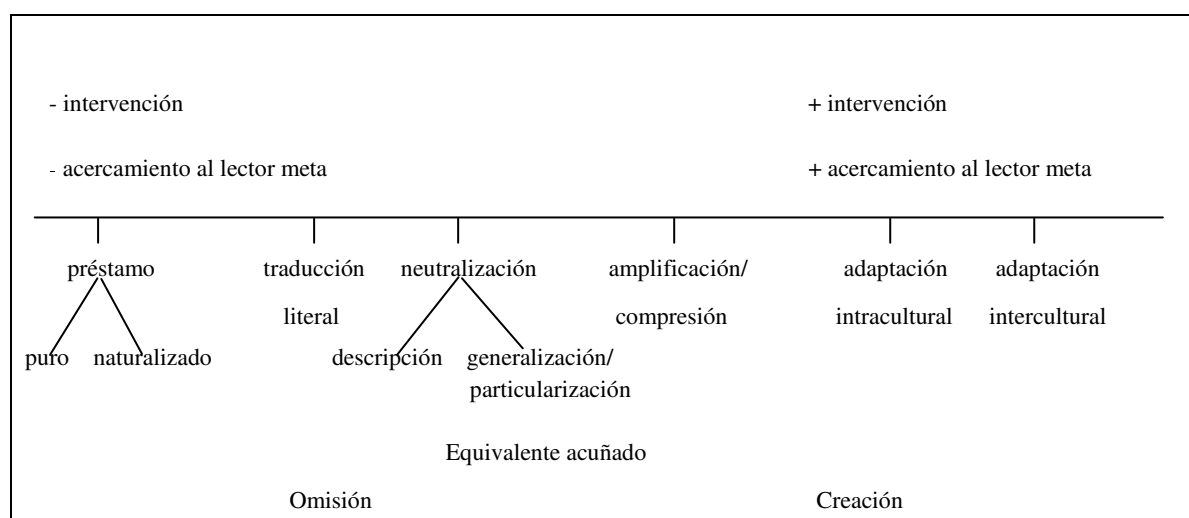 - intervención + intervención
- acercamiento al lector meta + acercamiento al lector meta
préstamo traducción neutralización amplificación/ adaptación adaptación
literal compresión intracultural intercultural
puro naturalizado descripción generalización/
particularización
Equivalente acuñado
Omisión Creación